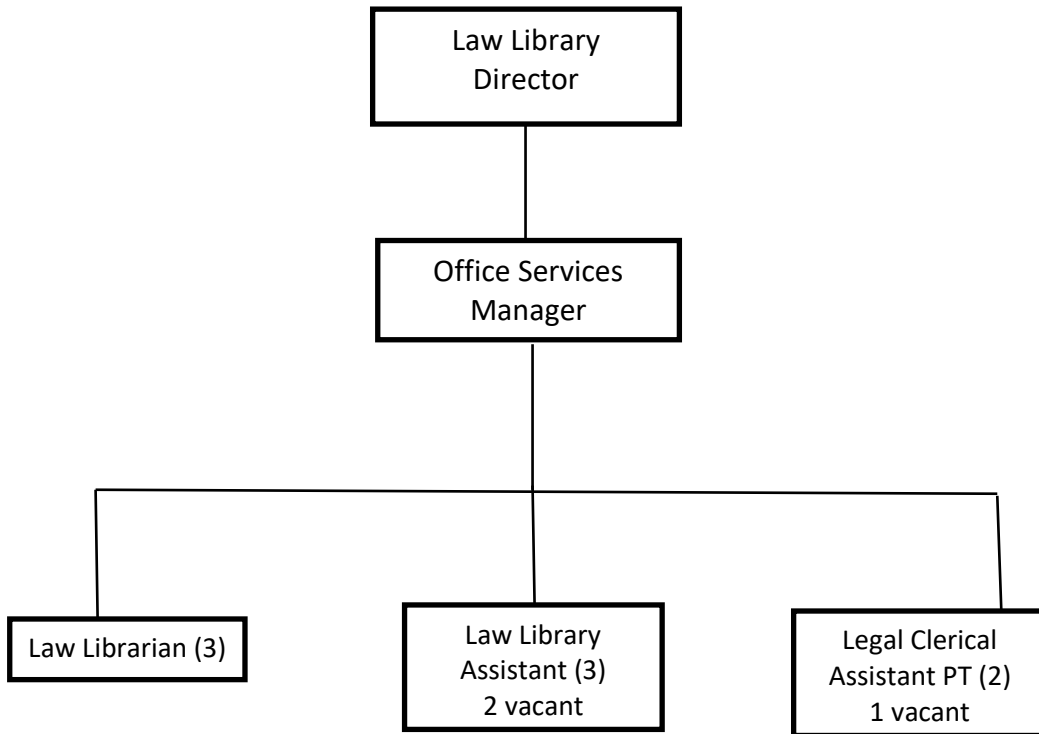 Law Library
Director
Office Services
Manager
Law Librarian (3)
Law Library
Assistant (3)
2 vacant
Legal Clerical
Assistant PT (2)
1 vacant